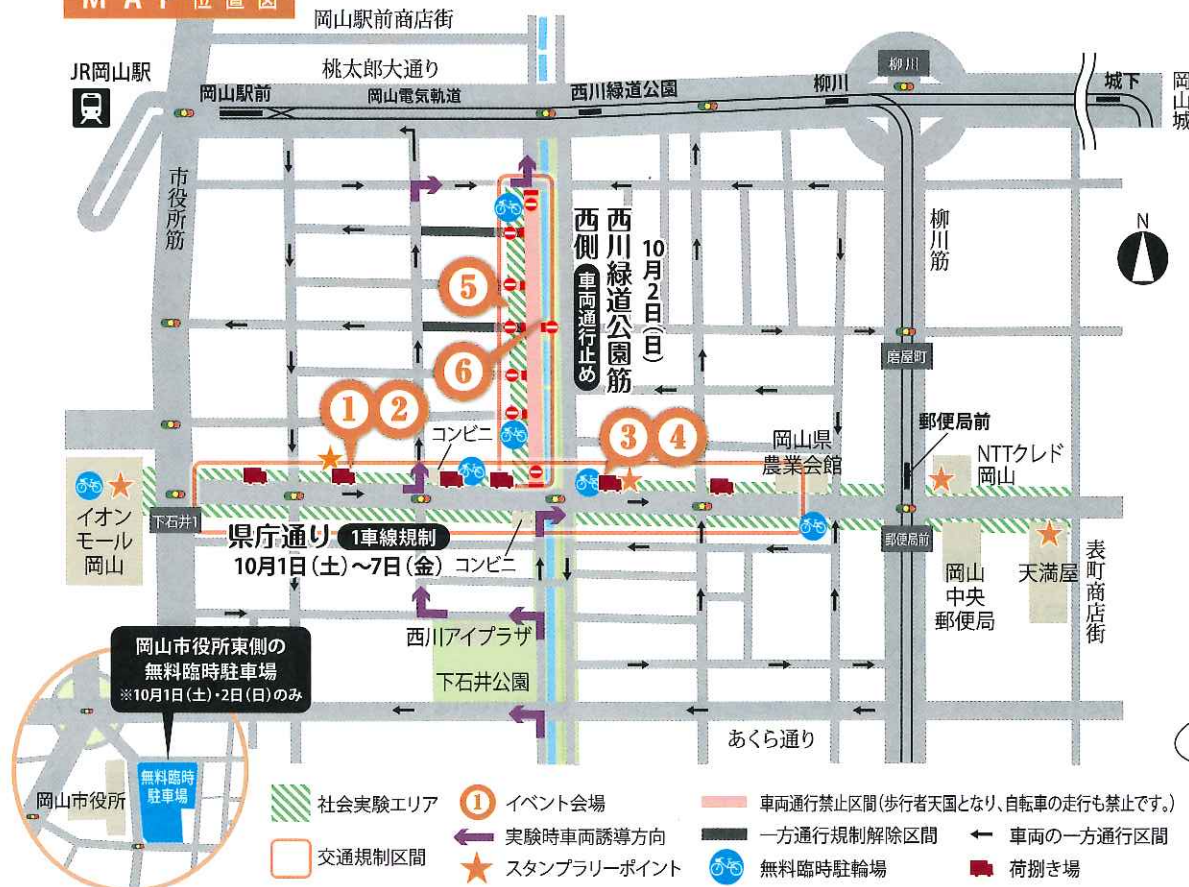 MAP 位置図
岡山駅前商店街
JR岡山駅
桃太郎大通り
岡山駅前
岡山電気軌道
西川緑道公園
柳川
柳川
城下
岡山城
市役所筋
柳川筋
N
西川緑道公園筋
西側 車両通行止め
10月2日(日)
⑤
⑥
磨屋町
① ②
コンビニ
③ ④
岡山県
農業会館
郵便局前
NTTクレド
岡山
イオン
モール
岡山
下石井1
県庁通り 1車線規制
10月1日(土)〜7日(金)
コンビニ
郵便局前
岡山
中央
郵便局
天満屋
表町商店街
西川アイプラザ
下石井公園
あくら通り
岡山市役所東側の
無料臨時駐車場
※10月1日(土)・2日(日)のみ
無料臨時
駐車場
岡山市役所
社会実験エリア
① イベント会場
車両通行禁止区間(歩行者天国となり、自転車の走行も禁止です。)
実験時車両誘導方向
一方通行規制解除区間
車両の一方通行区間
交通規制区間
スタンプラリーポイント
無料臨時駐輪場
荷捌き場